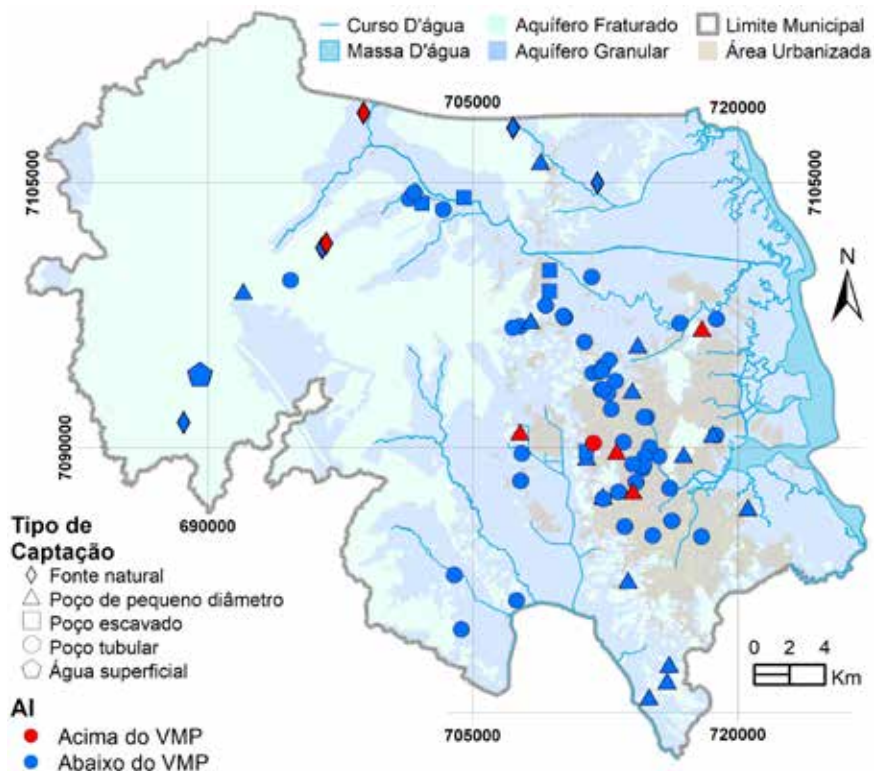 Curso D'água
Aquífero Fraturado
Limite Municipal
Massa D'água
Aquífero Granular
Área Urbanizada
705000
720000
7105000
7105000
N
7090000
7090000
690000
Tipo de
Captação
Fonte natural
Poço de pequeno diâmetro
Poço escavado
Poço tubular
Água superficial
0 2 4
Km
Al
Acima do VMP
Abaixo do VMP
705000
720000